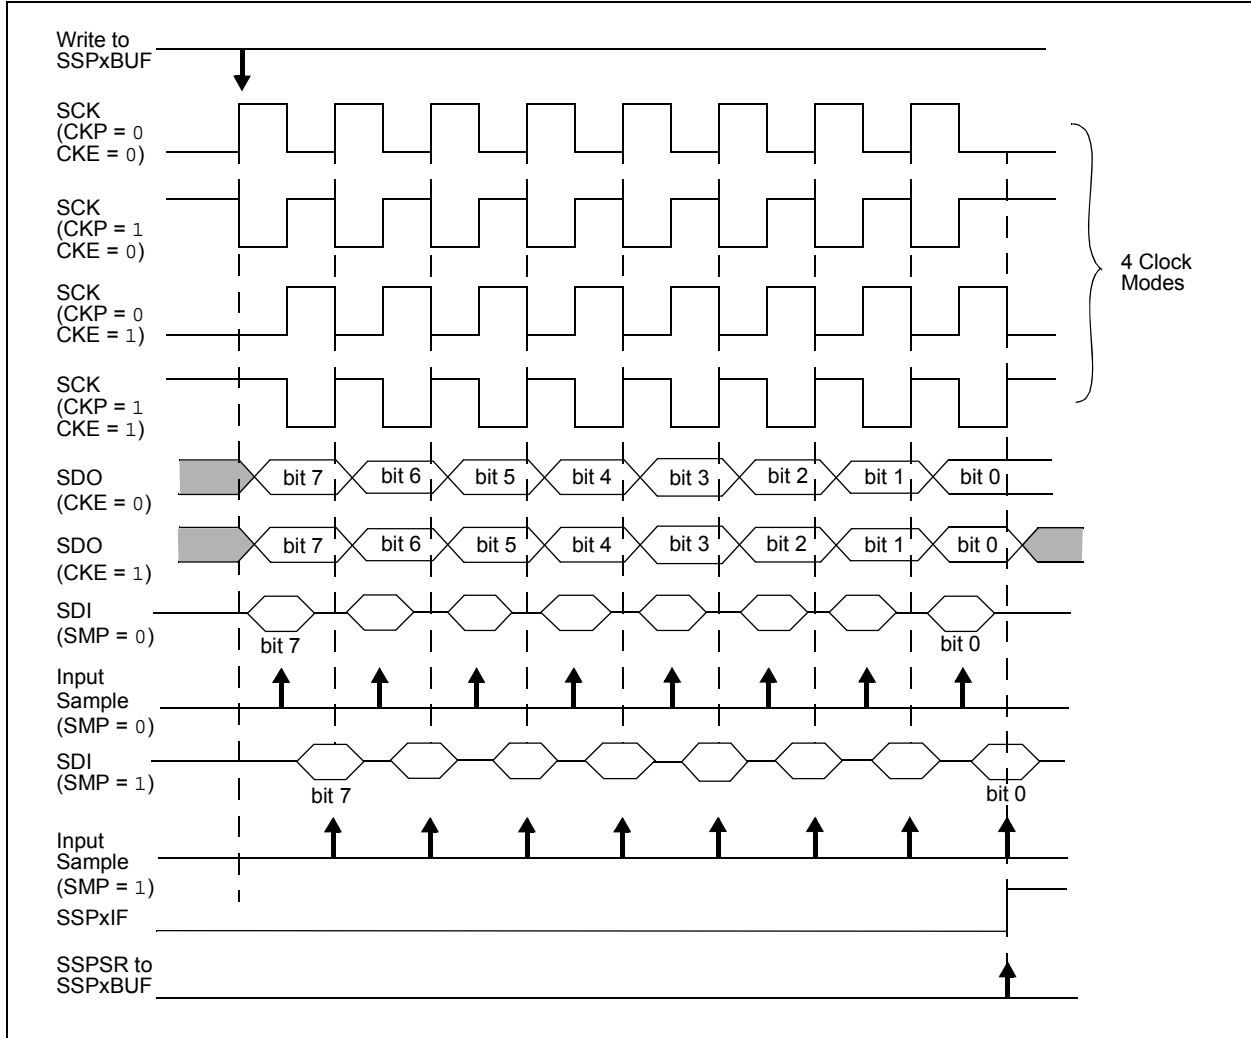 Write to
SSPxBUF
SCK
(CKP = 0
CKE = 0)
SCK
(CKP = 1
CKE = 0)
SCK
(CKP = 0
CKE = 1)
SCK
(CKP = 1
CKE = 1)
4 Clock
Modes
SDO
(CKE = 0)
bit 7 bit 6 bit 5 bit 4 bit 3 bit 2 bit 1 bit 0
SDO
(CKE = 1)
bit 7 bit 6 bit 5 bit 4 bit 3 bit 2 bit 1 bit 0
SDI
(SMP = 0)
bit 7 bit 0
Input
Sample
(SMP = 0)
SDI
(SMP = 1)
bit 7 bit 0
Input
Sample
(SMP = 1)
SSPxIF
SSPSR to
SSPxBUF